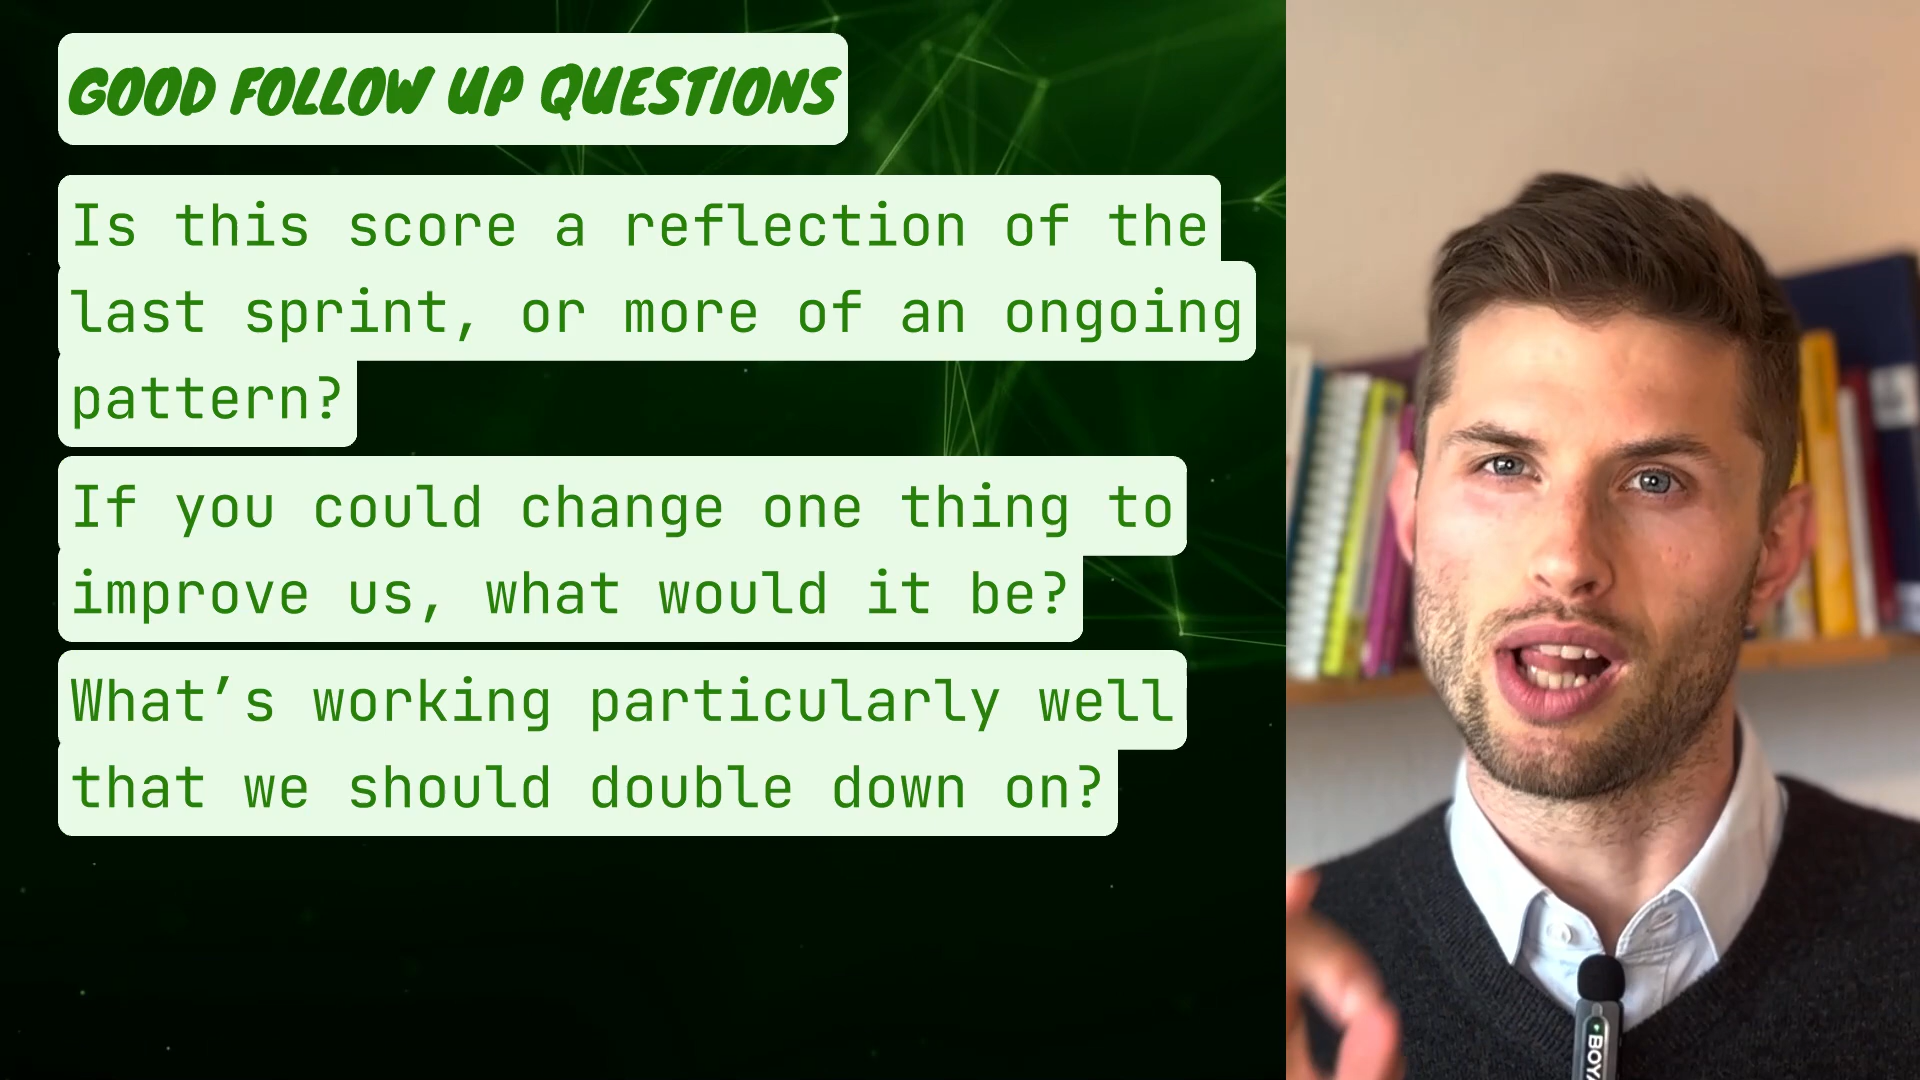 GOOD FOLLOW UP QUESTIONS
Is this score a reflection of the
last sprint, or more of an ongoing
pattern?
If you could change one thing to
improve us, what would it be?
What’s working particularly well
that we should double down on?
BOYA